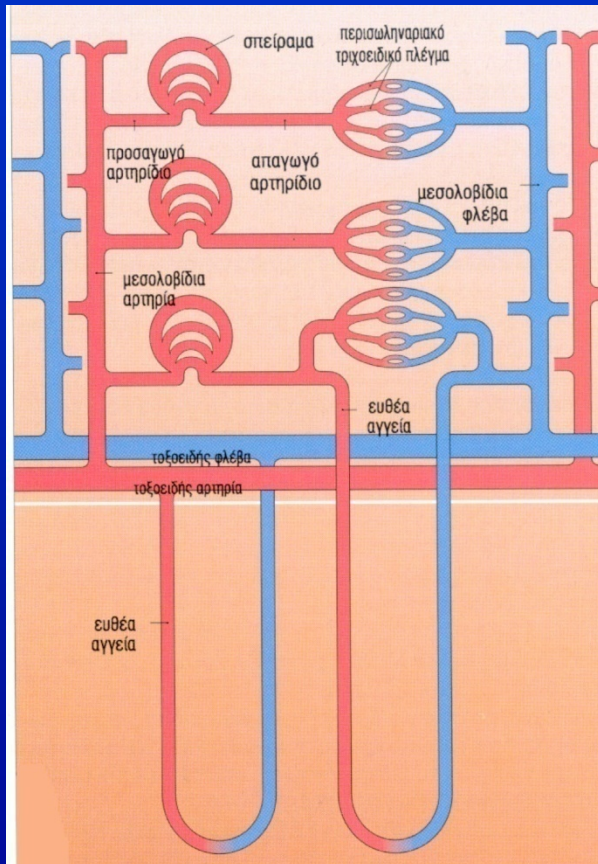 σπείραμα
περισωληναριακό
τριχοειδικό πλέγμα
προσαγωγό
αρτηρίδιο
απαγωγό
αρτηρίδιο
μεσολοβίδια
φλέβα
μεσολοβίδια
αρτηρία
ευθέα
αγγεία
τοξοειδής φλέβα
τοξοειδής αρτηρία
ευθέα
αγγεία